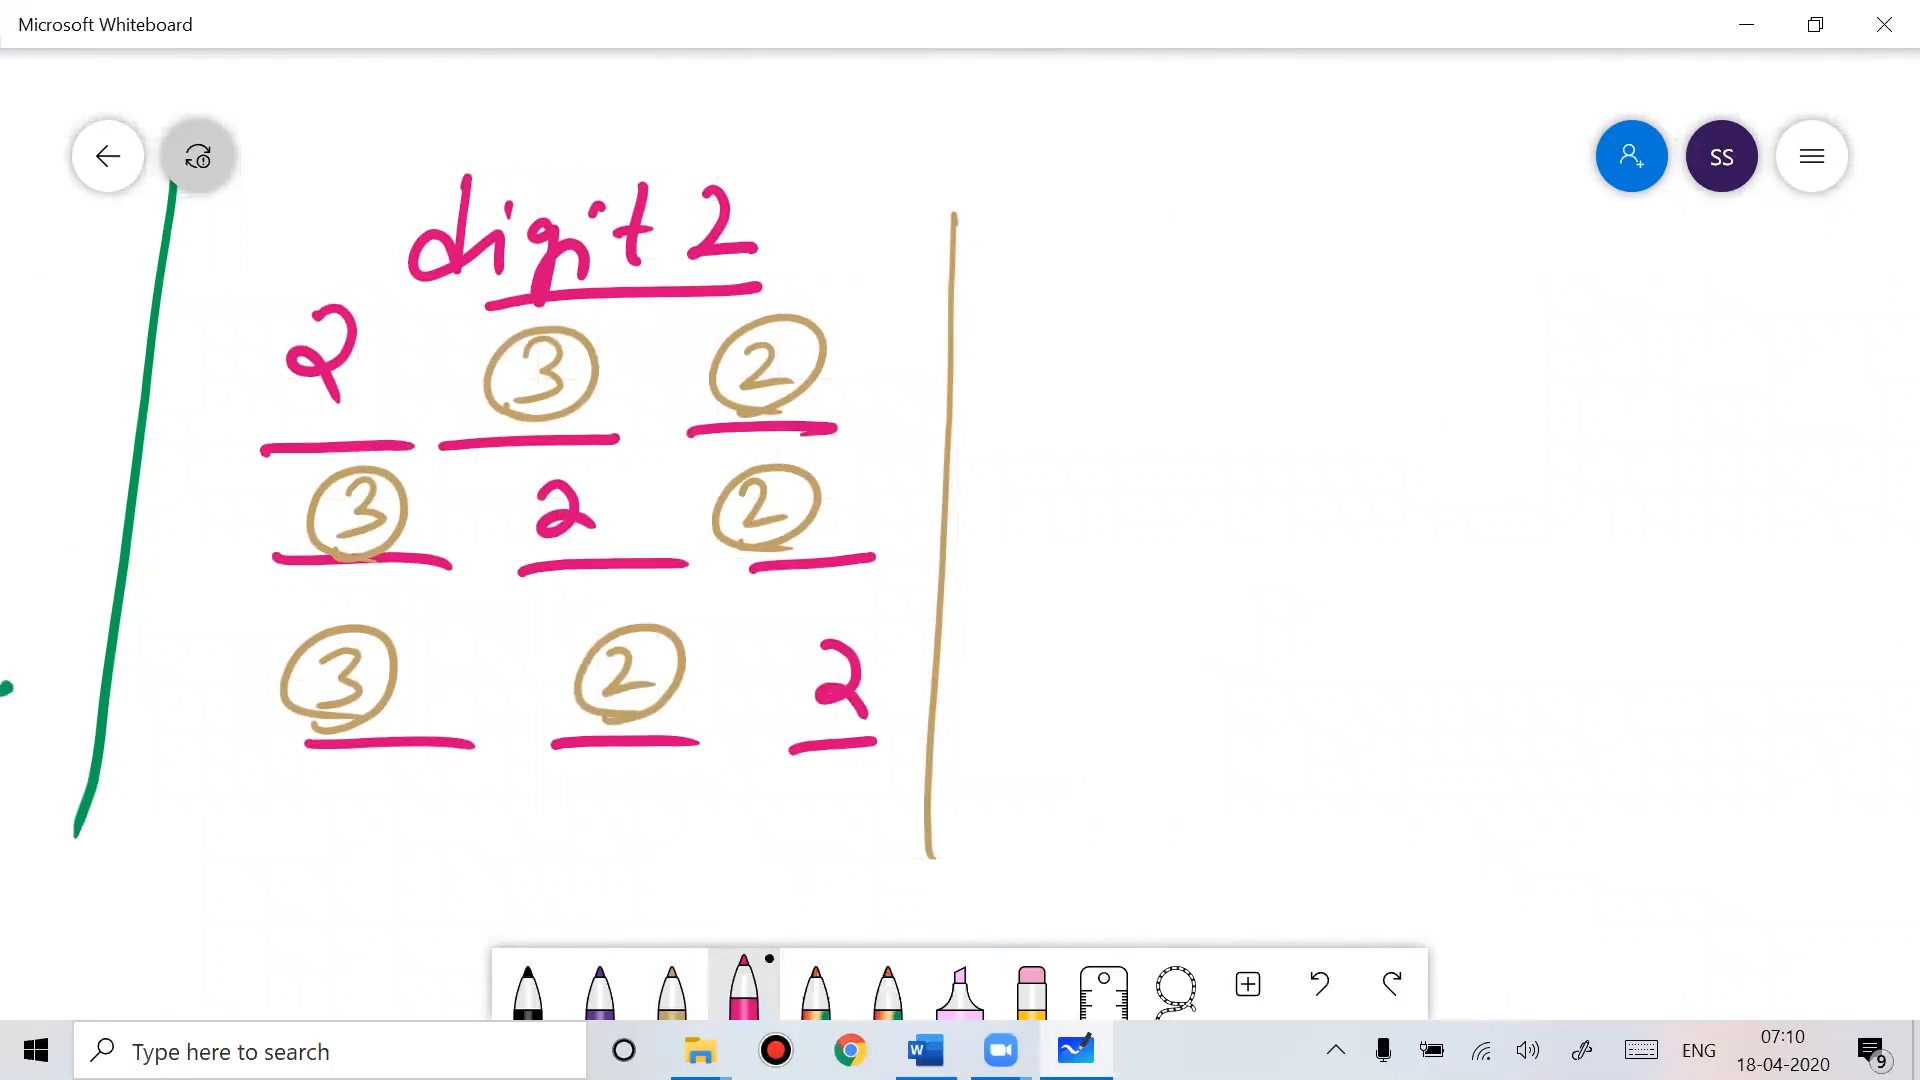 Microsoft Whiteboard
SS
digit 2
2 3 2
3 2 2
3 2 2
Type here to search
W
ENG
07:10
18-04-2020
9